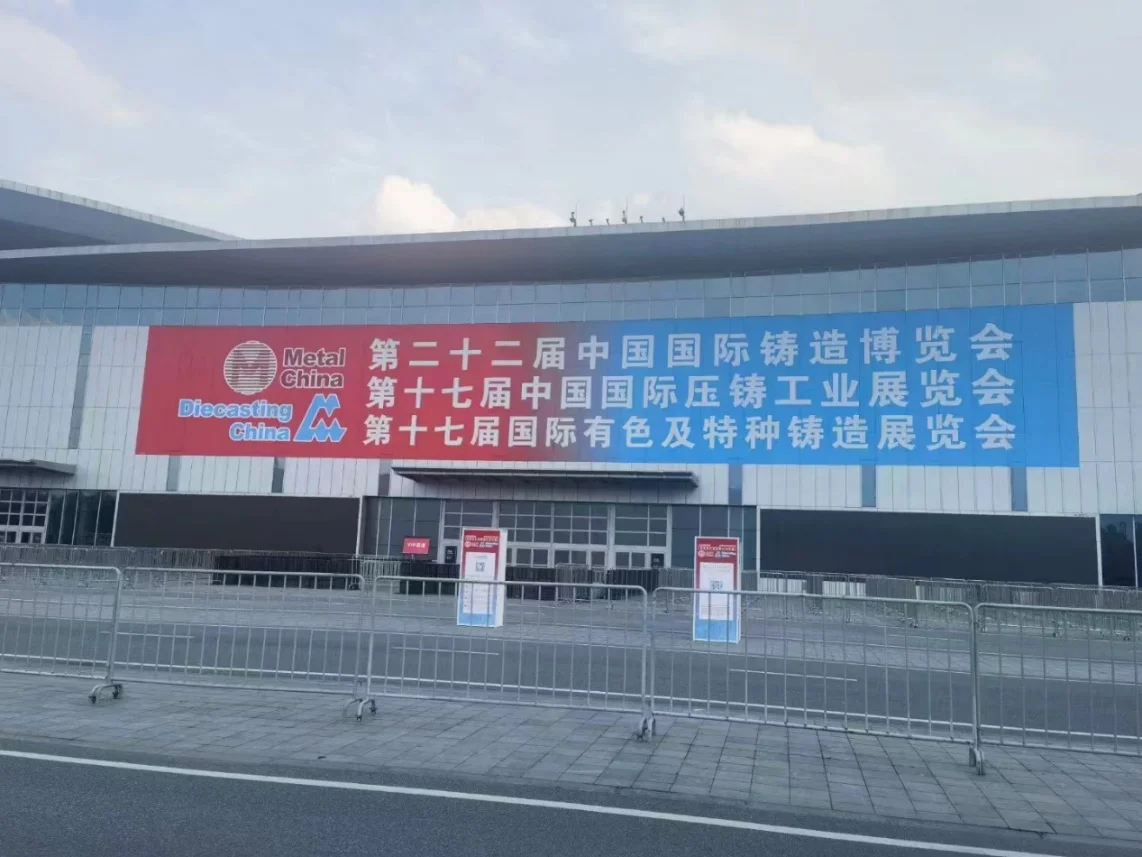 Metal
China
Diecasting
China
第二十二届中国国际铸造博览会
第十七届中国国际压铸工业展览会
第十七届国际有色及特种铸造展览会